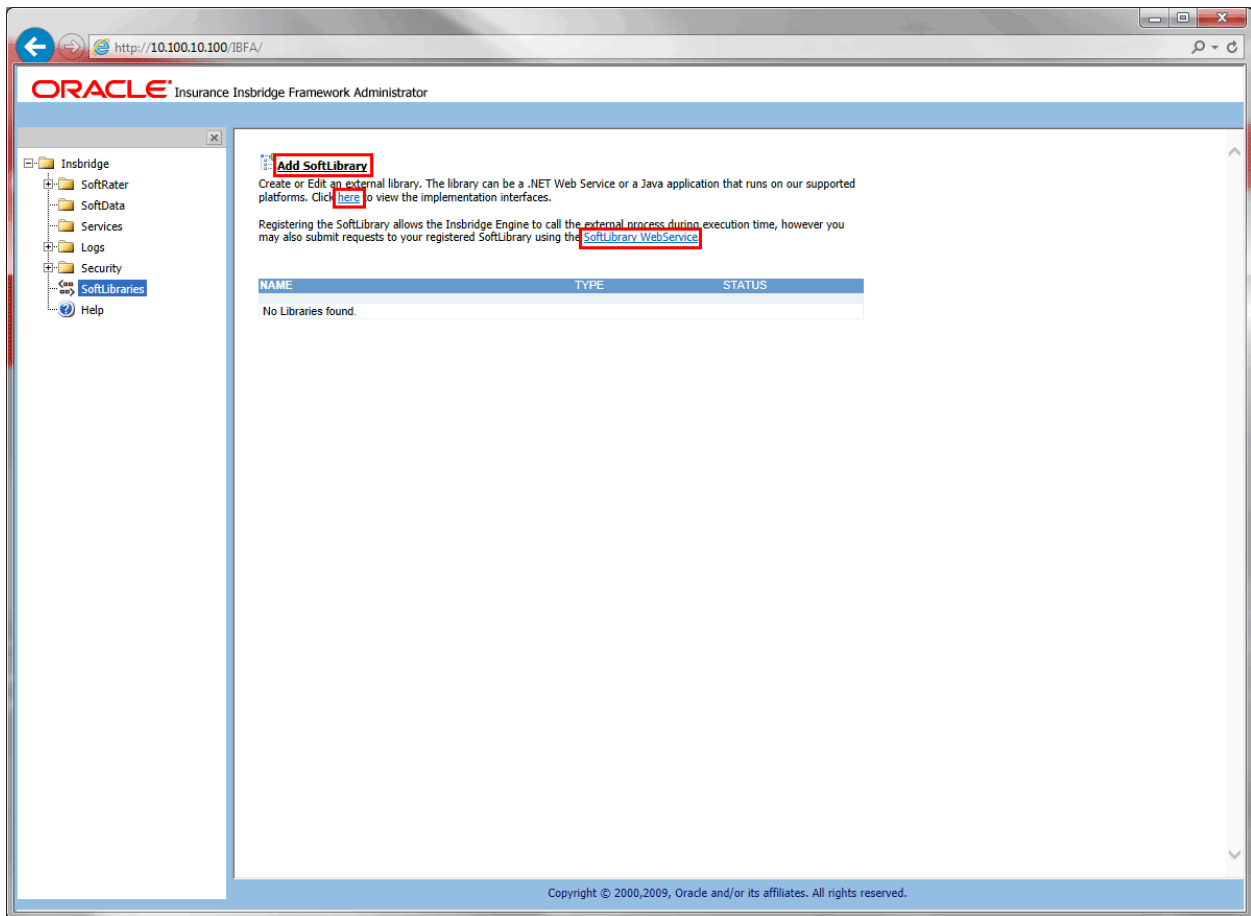 http://10.100.10.100/IBFA/
ORACLE Insurance Insbridge Framework Administrator
Insbridge
SoftRater
SoftData
Services
Logs
Security
SoftLibraries
Help
Add SoftLibrary
Create or Edit an external library. The library can be a .NET Web Service or a Java application that runs on our supported
platforms. Click here to view the implementation interfaces.
Registering the SoftLibrary allows the Insbridge Engine to call the external process during execution time, however you
may also submit requests to your registered SoftLibrary using the SoftLibrary WebService
NAME TYPE STATUS
No Libraries found.
Copyright © 2000,2009, Oracle and/or its affiliates. All rights reserved.